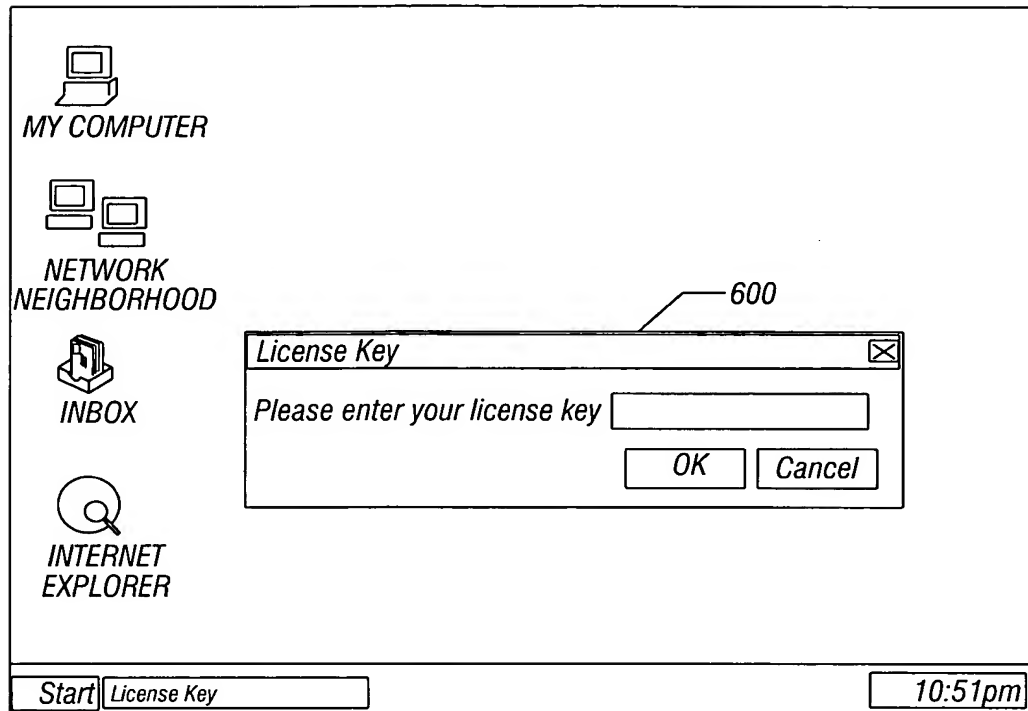 MY COMPUTER
NETWORK
NEIGHBORHOOD
INBOX
INTERNET
EXPLORER
600
License Key
Please enter your license key
OK
Cancel
Start
License Key
10:51pm